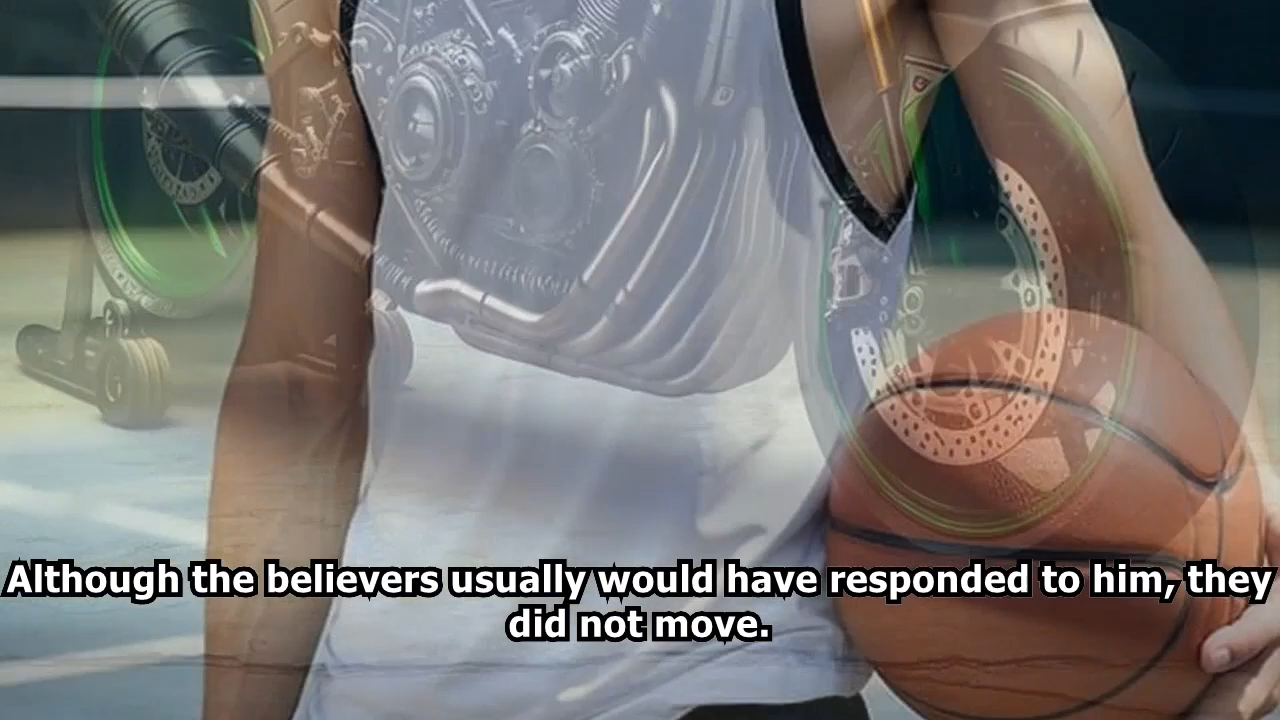 Although the believers usually would have responded to him, they
did not move.